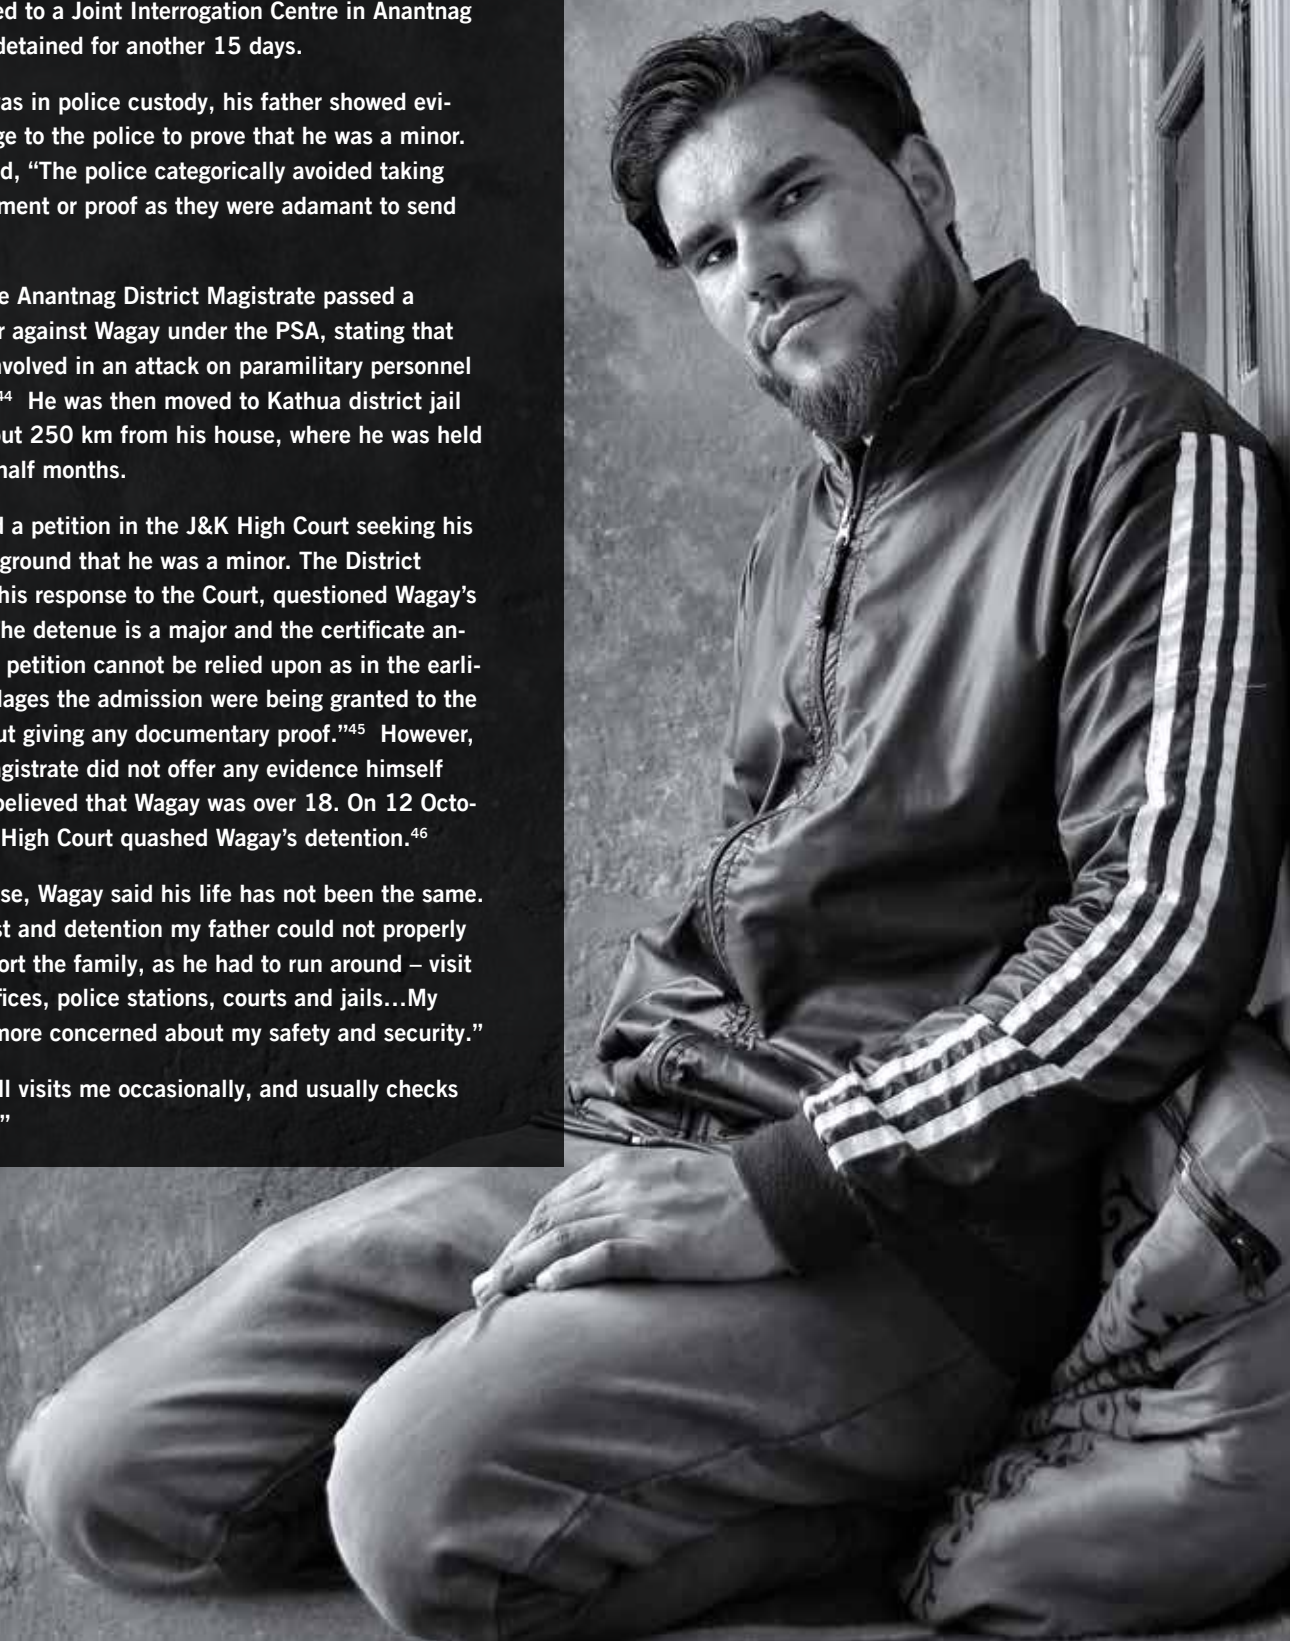 ed to a Joint Interrogation Centre in Anantnag
detained for another 15 days.
as in police custody, his father showed evi-
ge to the police to prove that he was a minor.
d, “The police categorically avoided taking
ment or proof as they were adamant to send
e Anantnag District Magistrate passed a
r against Wagay under the PSA, stating that
nvolved in an attack on paramilitary personnel
44 He was then moved to Kathua district jail
out 250 km from his house, where he was held
half months.
l a petition in the J&K High Court seeking his
ground that he was a minor. The District
his response to the Court, questioned Wagay’s
he detenue is a major and the certificate an-
petition cannot be relied upon as in the earli-
lages the admission were being granted to the
ut giving any documentary proof.”45 However,
agistrate did not offer any evidence himself
believed that Wagay was over 18. On 12 Octo-
High Court quashed Wagay’s detention.46
se, Wagay said his life has not been the same.
st and detention my father could not properly
ort the family, as he had to run around – visit
fices, police stations, courts and jails…My
more concerned about my safety and security.”
ll visits me occasionally, and usually checks
”